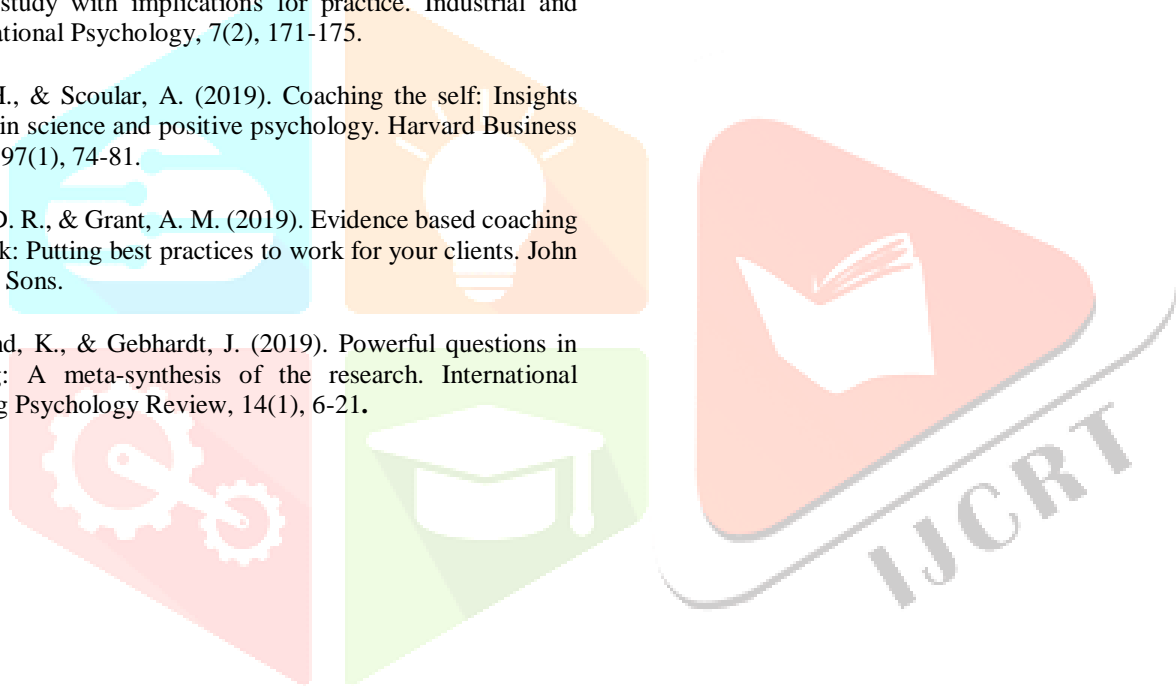 study with implications for practice. Industrial and
ational Psychology, 7(2), 171-175.
H., & Scoular, A. (2019). Coaching the self: Insights
in science and positive psychology. Harvard Business
97(1), 74-81.
D. R., & Grant, A. M. (2019). Evidence based coaching
k: Putting best practices to work for your clients. John
Sons.
nd, K., & Gebhardt, J. (2019). Powerful questions in
g: A meta-synthesis of the research. International
g Psychology Review, 14(1), 6-21.
IJCRT